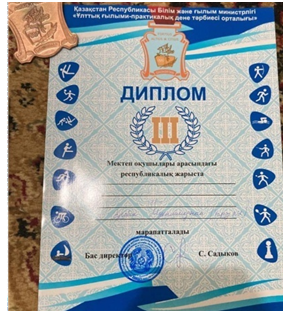 Қазақстан Республикасы Білім және ғылым министрлігі
«Ұлттық ғылыми-практикалық дене тәрбиесі орталығы»
ДИПЛОМ
III
Мектеп оқушылары арасындағы
республикалық жарыста
марапатталады
Бас директор
С. Садыков